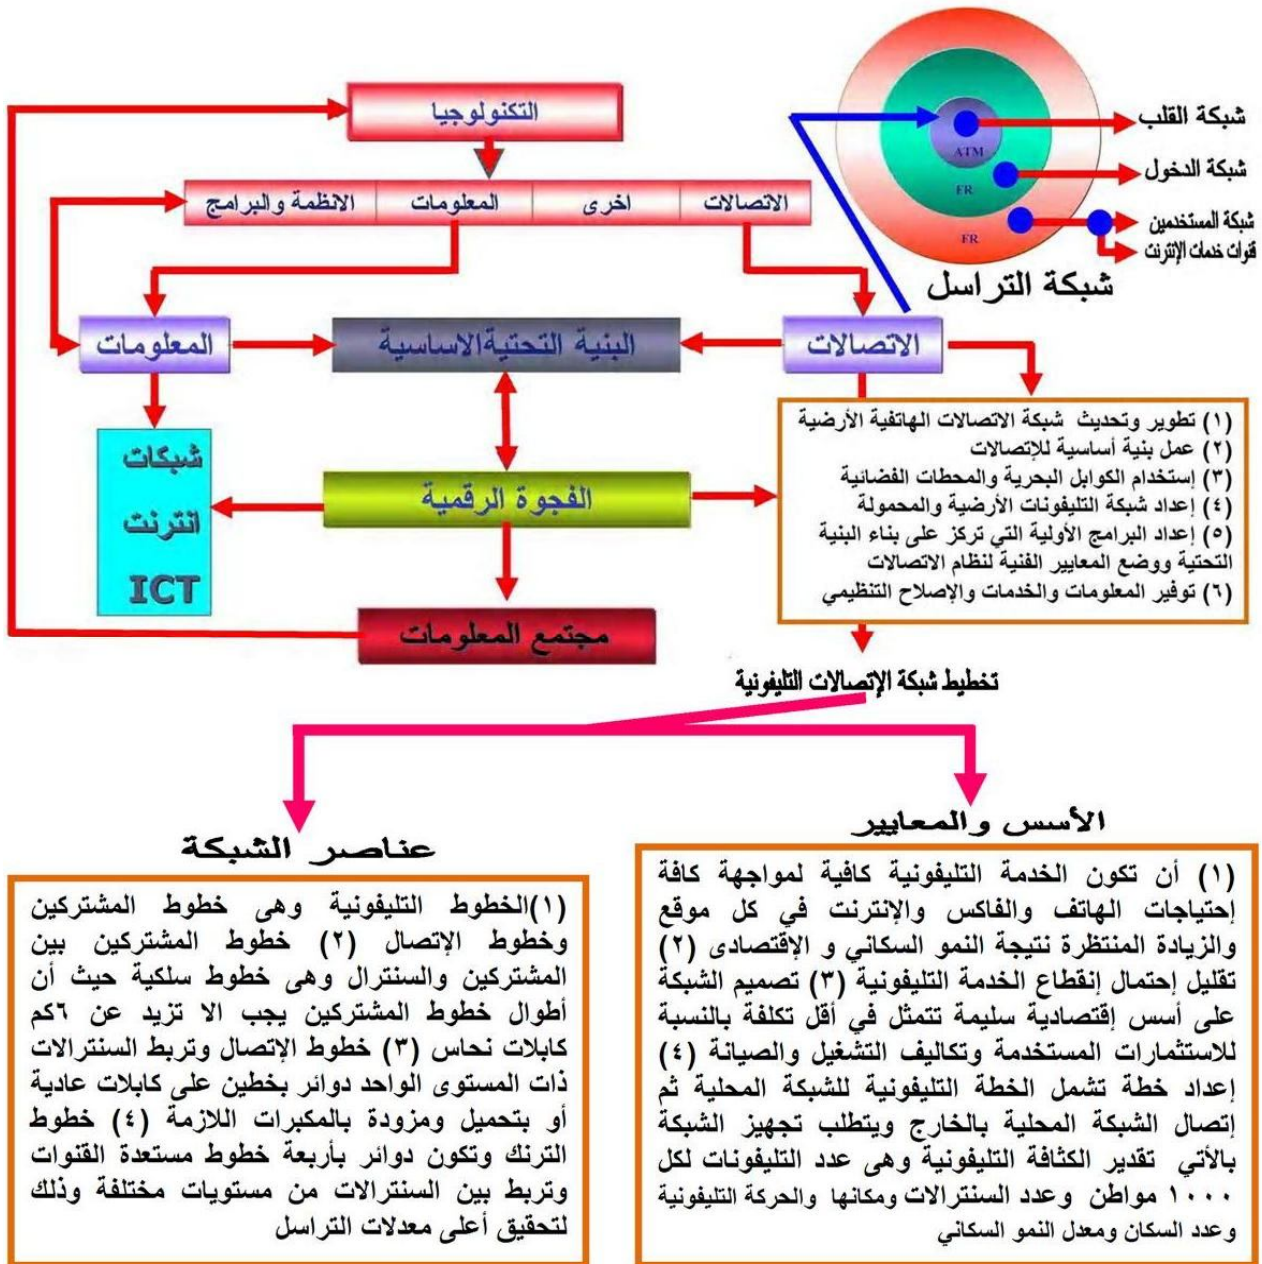 شبكة القلب
التكنولوجيا
ATM
شبكة الدخول
الاتصالات
اخرى
المعلومات
الانظمة والبرامج
FR
شبكة المستخدمين
FR
قنوات خدمات الإنترنت
شبكة التراسل
الاتصالات
البنية التحتيةالاساسية
المعلومات
(١) تطوير وتحديث شبكة الاتصالات الهاتفية الأرضية
(٢) عمل بنية أساسية للإتصالات
(٣) إستخدام الكوابل البحرية والمحطات الفضائية
(٤) إعداد شبكة التليفونات الأرضية والمحمولة
(٥) إعداد البرامج الأولية التي تركز على بناء البنية
التحتية ووضع المعايير الفنية لنظام الاتصالات
(٦) توفير المعلومات والخدمات والإصلاح التنظيمي
الفجوة الرقمية
شبكات
انترنت
ICT
مجتمع المعلومات
تخطيط شبكة الإتصالات التليفونية
الأسس والمعايير
(١) أن تكون الخدمة التليفونية كافية لمواجهة كافة
إحتياجات الهاتف والفاكس والإنترنت في كل موقع
والزيادة المنتظرة نتيجة النمو السكاني و الإقتصادى (٢)
تقليل إحتمال إنقطاع الخدمة التليفونية (٣) تصميم الشبكة
على أسس إقتصادية سليمة تتمثل في أقل تكلفة بالنسبة
للاستثمارات المستخدمة وتكاليف التشغيل والصيانة (٤)
إعداد خطة تشمل الخطة التليفونية للشبكة المحلية ثم
إتصال الشبكة المحلية بالخارج ويتطلب تجهيز الشبكة
بالأتي تقدير الكثافة التليفونية وهى عدد التليفونات لكل
١٠٠٠ مواطن وعدد السنترالات ومكانها والحركة التليفونية
وعدد السكان ومعدل النمو السكاني
عناصر الشبكة
(١)الخطوط التليفونية وهى خطوط المشتركين
وخطوط الإتصال (٢) خطوط المشتركين بين
المشتركين والسنترال وهى خطوط سلكية حيث أن
أطوال خطوط المشتركين يجب الا تزيد عن ٦كم
كابلات نحاس (٣) خطوط الإتصال وتربط السنترالات
ذات المستوى الواحد دوائر بخطين على كابلات عادية
أو بتحميل ومزودة بالمكبرات اللازمة (٤) خطوط
الترنك وتكون دوائر بأربعة خطوط مستعدة القنوات
وتربط بين السنترالات من مستويات مختلفة وذلك
لتحقيق أعلى معدلات التراسل